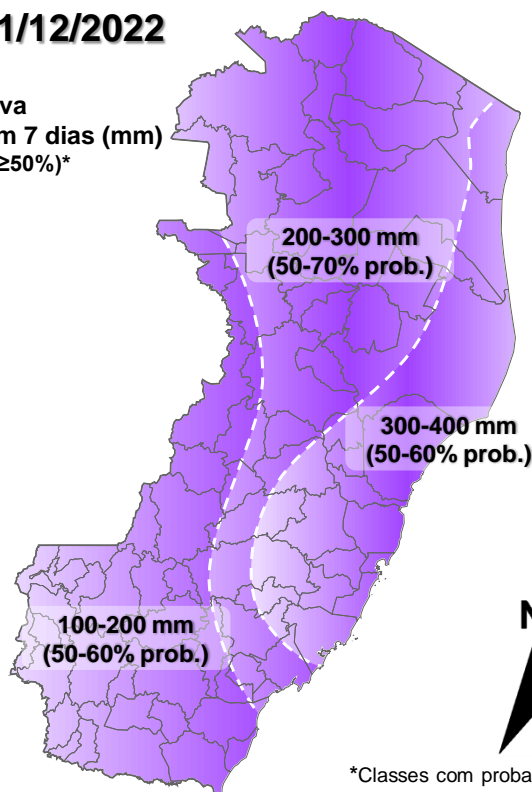 1/12/2022
va
m 7 dias (mm)
≥50%)*
200-300 mm
(50-70% prob.)
300-400 mm
(50-60% prob.)
100-200 mm
(50-60% prob.)
N
*Classes com proba